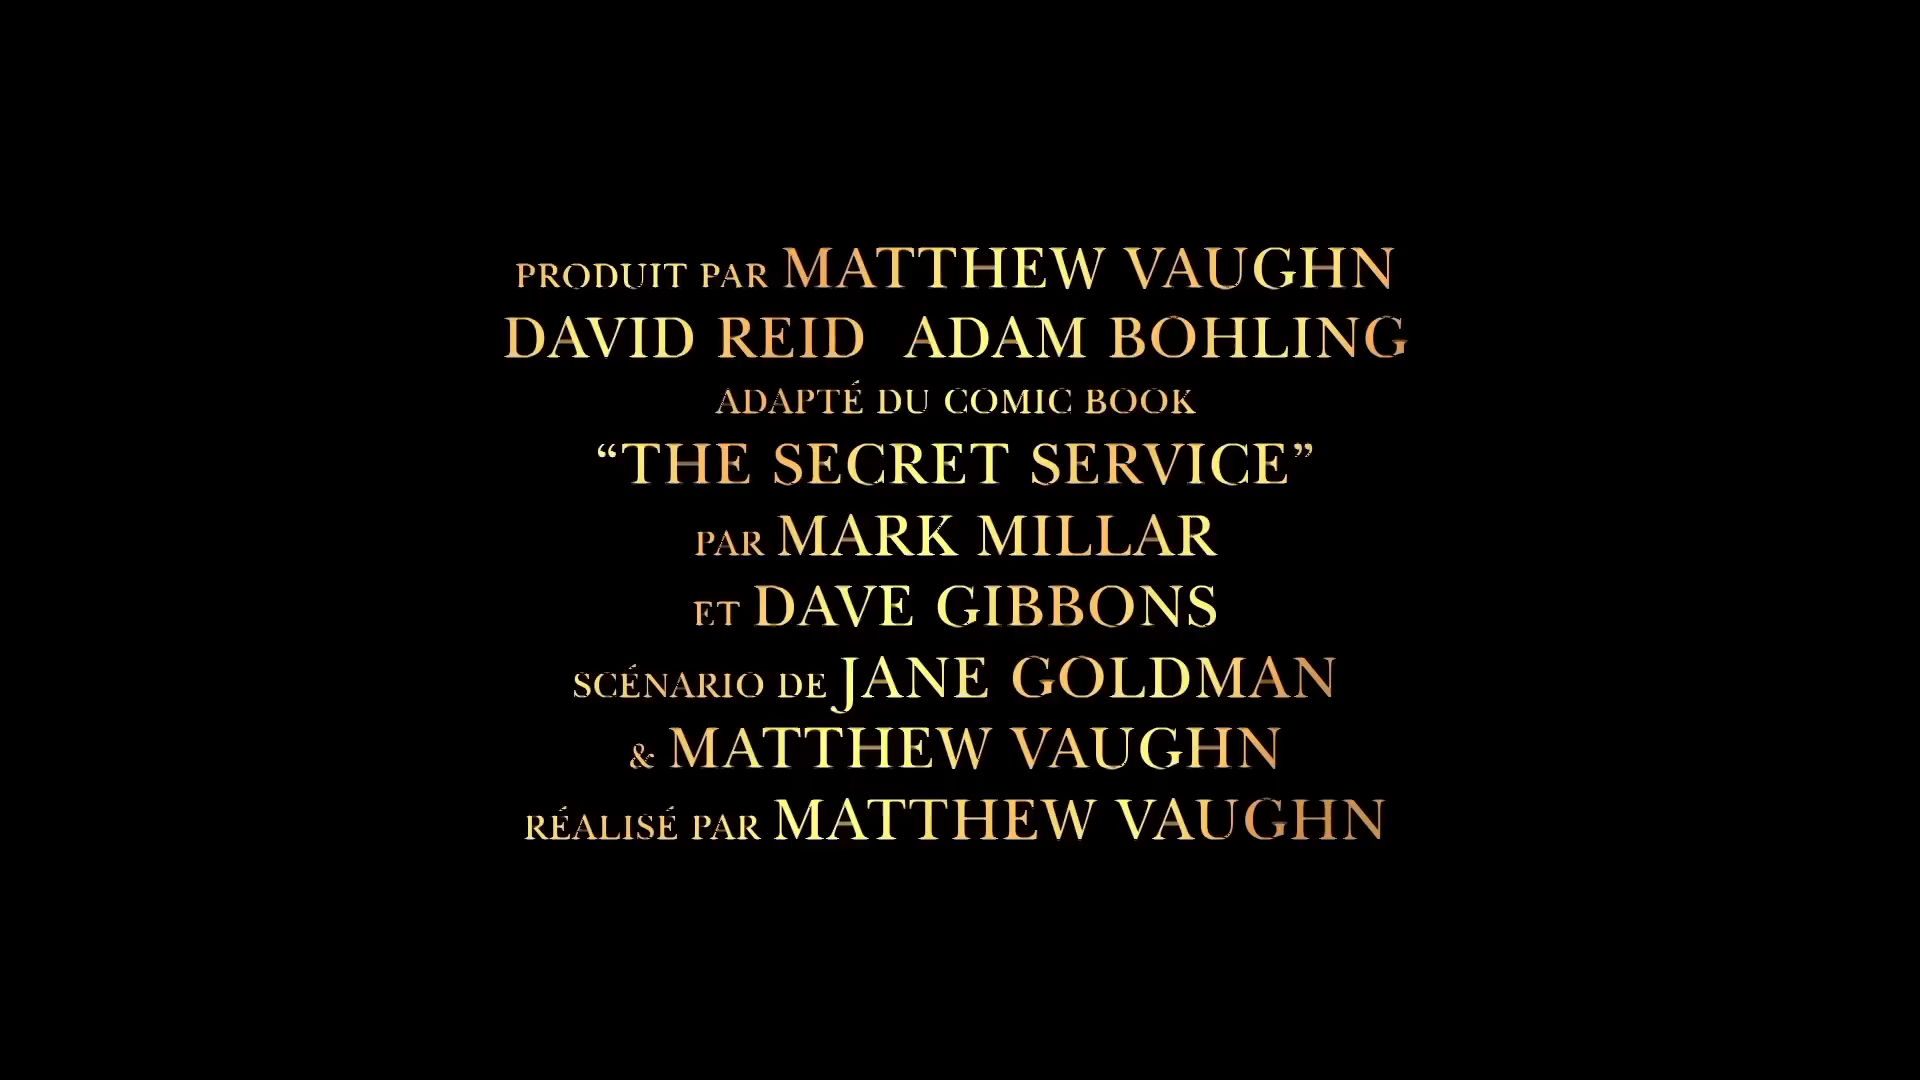 PRODUIT PAR MATTHEW VAUGHN
DAVID REID ADAM BOHLING
ADAPTÉ DU COMIC BOOK
“THE SECRET SERVICE”
PAR MARK MILLAR
ET DAVE GIBBONS
SCÉNARIO DE JANE GOLDMAN
& MATTHEW VAUGHN
RÉALISÉ PAR MATTHEW VAUGHN